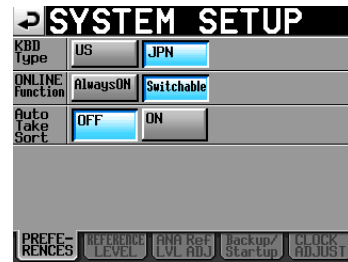 SYSTEM SETUP
KBD Type US JPN
ONLINE Function AlwaysON Switchable
Auto Take Sort OFF ON
PREFE-RENCES REFERENCE LEVEL ANA Ref LVL ADJ Backup/Startup CLOCK ADJUST